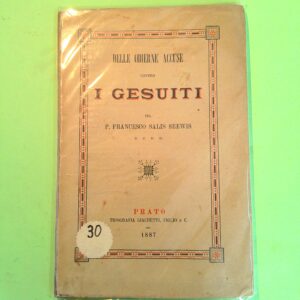 DELLE ODIERNE ACCUSE
CONTRO
I GESUITI
DEL
P. FRANCESCO SALIS SEEWIS
PRATO
TIPOGRAFIA GIACHETTI, FIGLIO E C.
1887
30